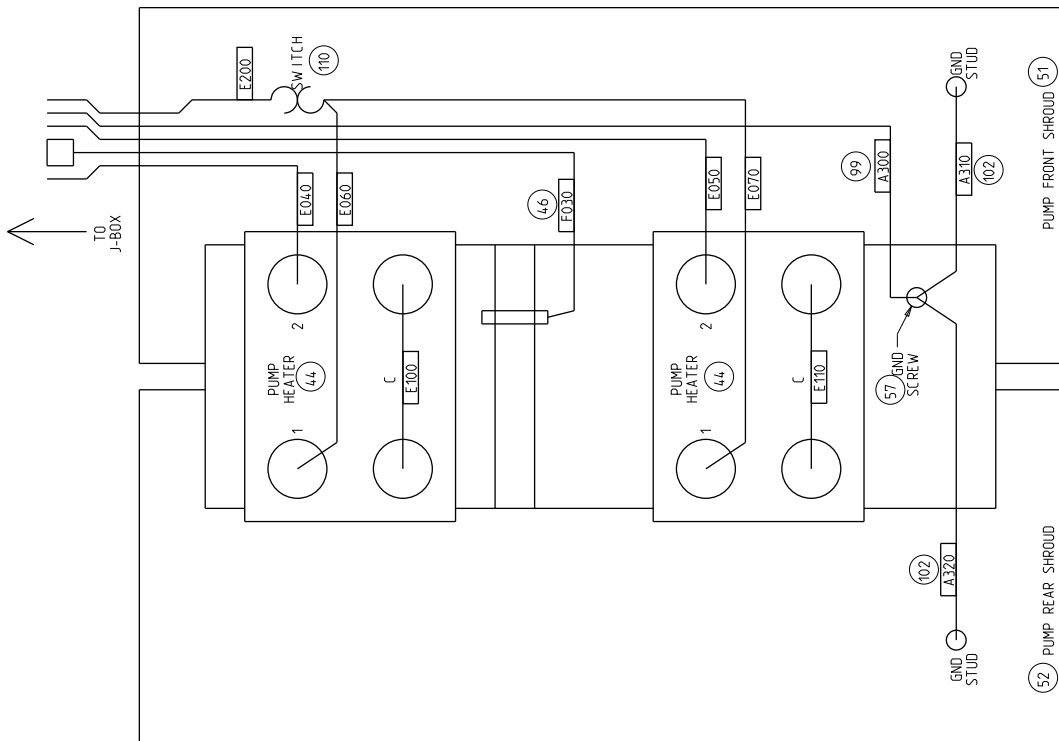 E200
SWITCH
110
TO
J-BOX
E040
E060
46
F030
E050
E070
99
A300
A310
102
GND
STUD
PUMP FRONT SHROUD 51
2
PUMP
HEATER
44
1
C
E100
2
PUMP
HEATER
44
1
C
E110
57 GND
SCREW
102
A320
GND
STUD
52 PUMP REAR SHROUD